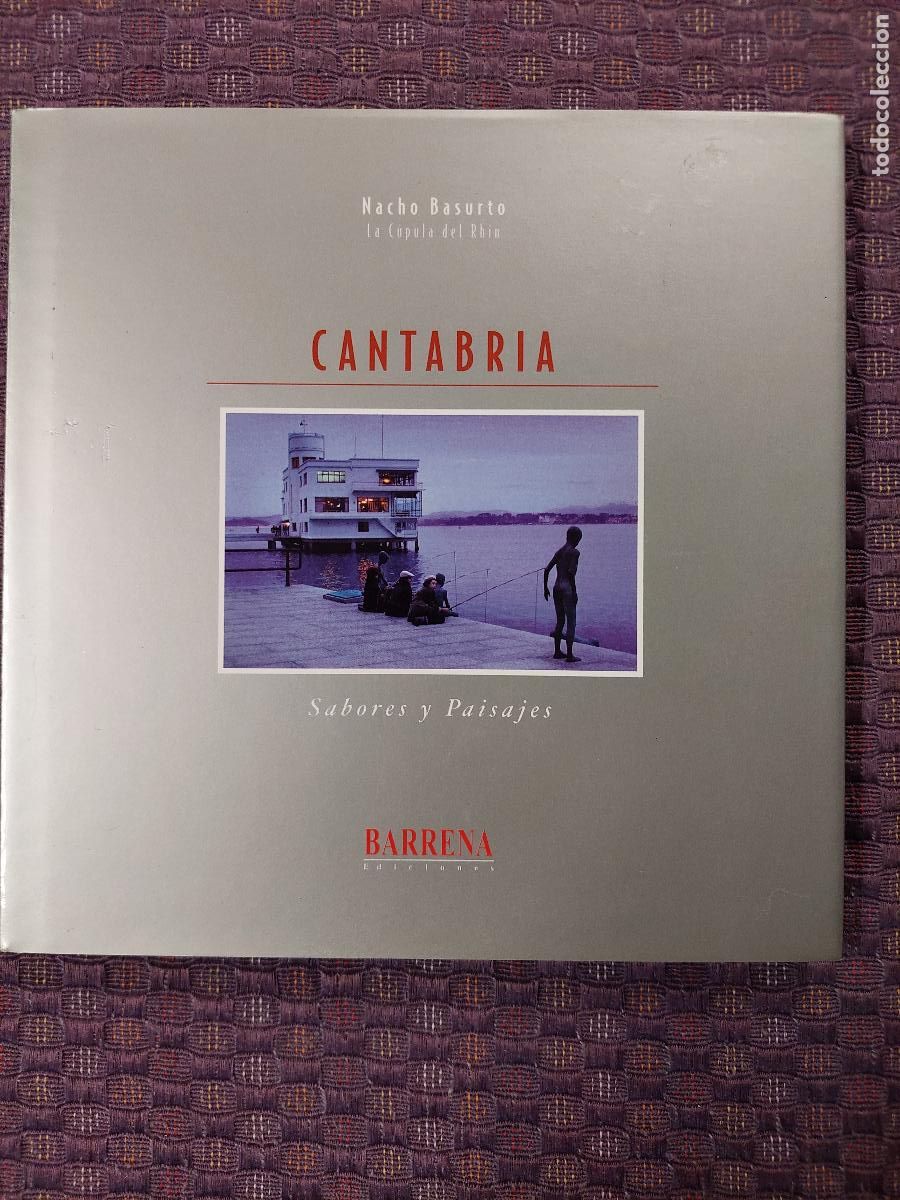 todocoleccion
Nacho Basurto
La Cúpula del Rhin
CANTABRIA
Sabores y Paisajes
BARRENA
Ediciones